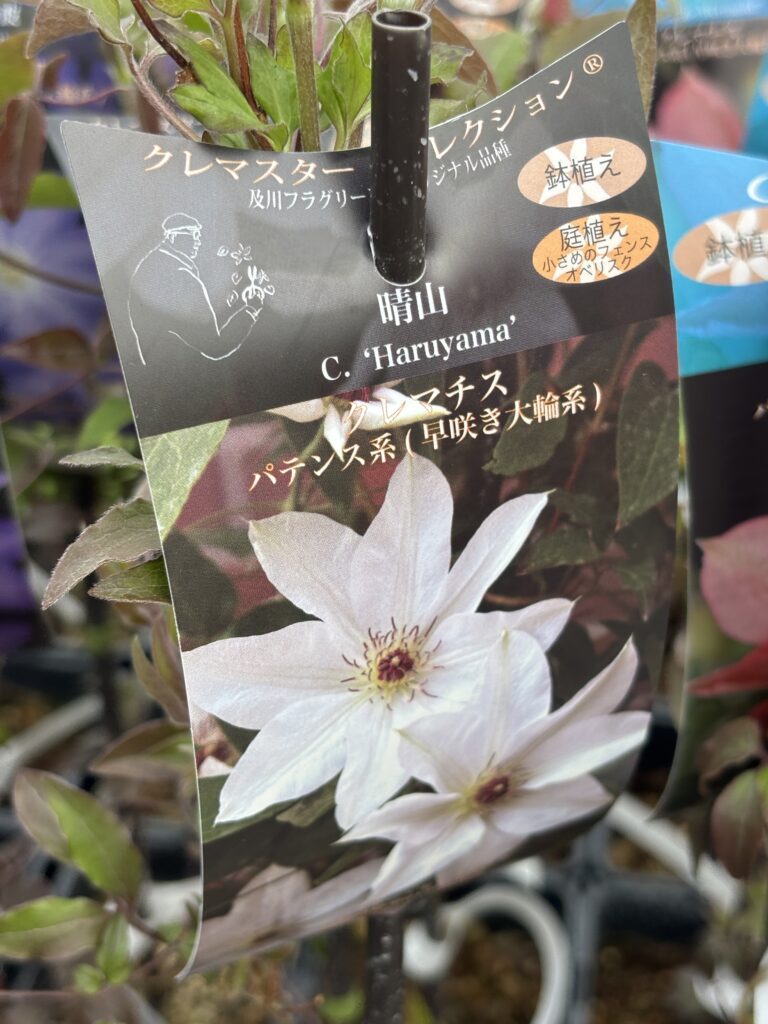 クレマスター レクション®
及川フラグリー ジナル品種
鉢植え
庭植え
小さめのフェンス
オベリスク
晴山
C. ‘Haruyama’
クレマチス
パテンス系(早咲き大輪系)
鉢植